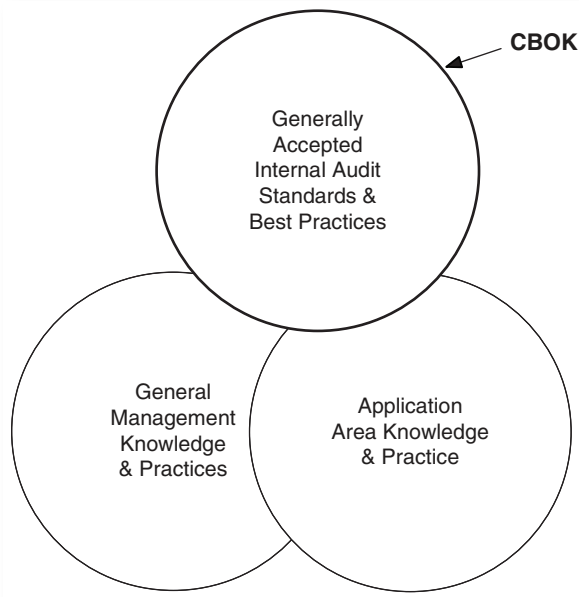 CBOK
Generally
Accepted
Internal Audit
Standards &
Best Practices
General
Management
Knowledge
& Practices
Application
Area Knowledge
& Practice